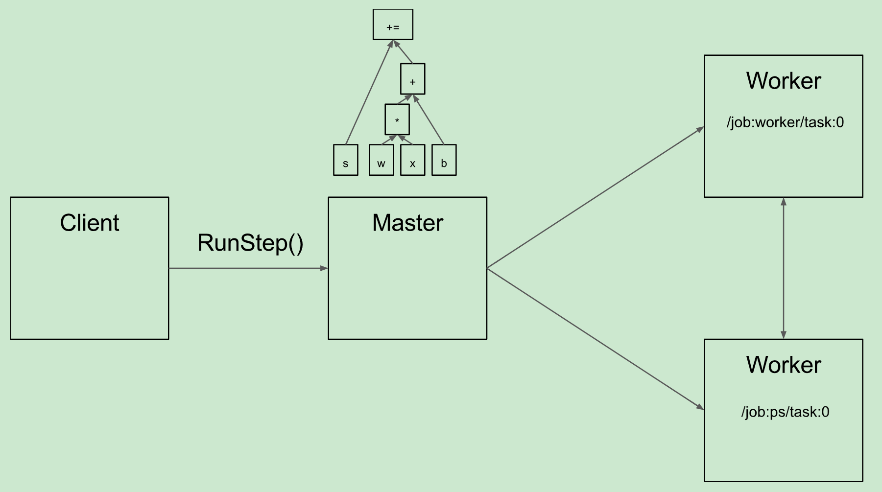 +=
+
*
s w x b
Client
RunStep()
Master
Worker
/job:worker/task:0
Worker
/job:ps/task:0